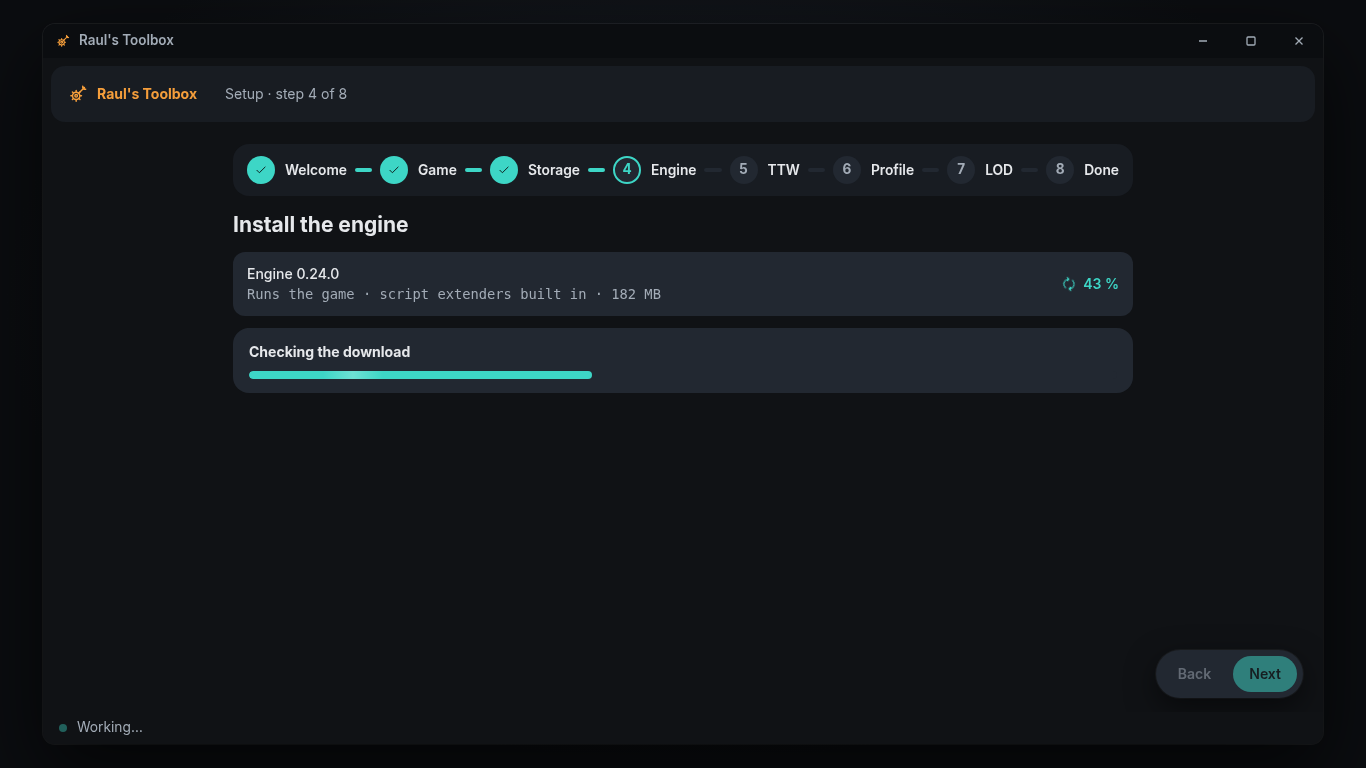 Raul's Toolbox
Raul's Toolbox Setup · step 4 of 8
Welcome Game Storage 4 Engine 5 TTW 6 Profile 7 LOD 8 Done
Install the engine
Engine 0.24.0
Runs the game · script extenders built in · 182 MB
43 %
Checking the download
Back Next
Working...